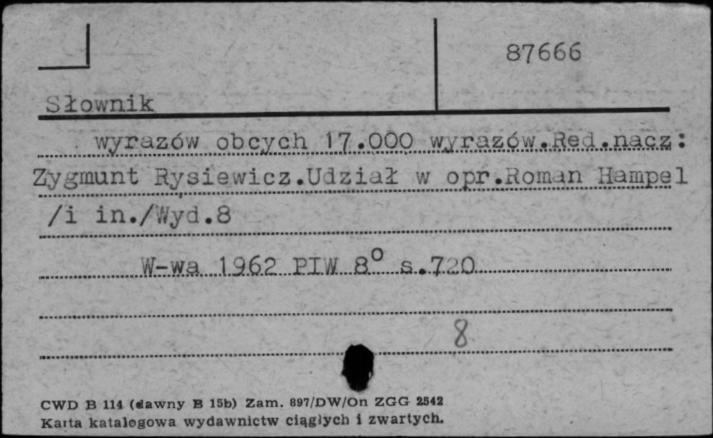 87666
Słownik
wyrazów obcych 17.000 wyrazów.Red.nacz:
Zygmunt Rysiewicz.Udział w opr.Roman Hampel
/i in./Wyd.8
W-wa 1962 PIW 8° s.720
8
CWD B 114 (dawny B 15b) Zam. 897/DW/On ZGG 2542
Karta katalogowa wydawnictw ciągłych i zwartych.